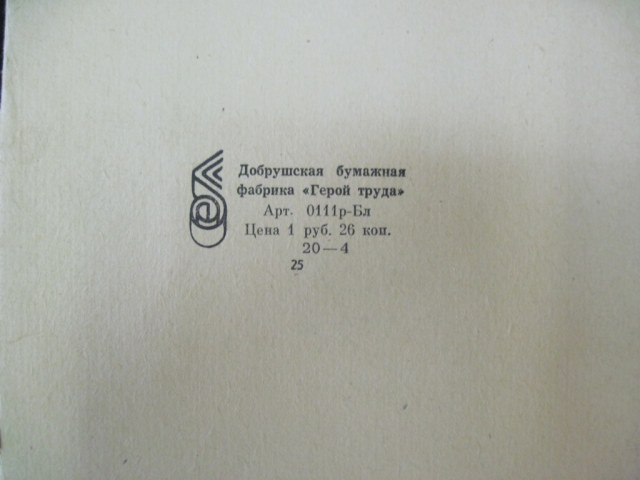 Добрушская бумажная
фабрика «Герой труда»
Арт. 0111р-Бл
Цена 1 руб. 26 коп.
20—4
25